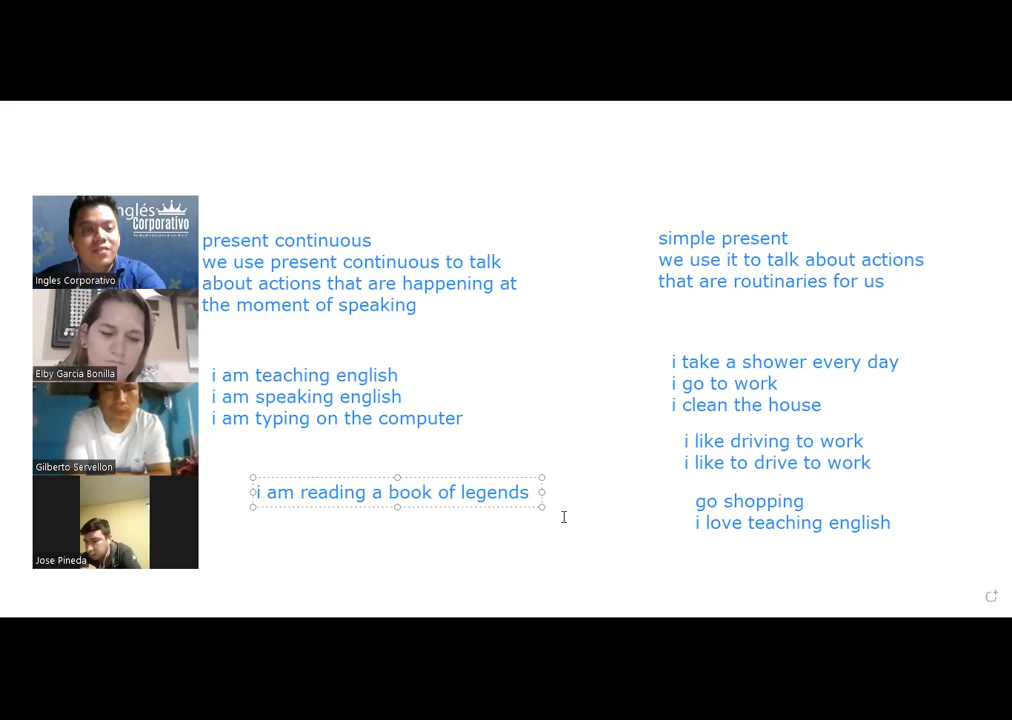 Inglés
Corporativo
Ingles Corporativo
Elby Garcia Bonilla
Gilberto Servellon
Jose Pineda
present continuous
we use present continuous to talk
about actions that are happening at
the moment of speaking
i am teaching english
i am speaking english
i am typing on the computer
i am reading a book of legends
simple present
we use it to talk about actions
that are routinaries for us
i take a shower every day
i go to work
i clean the house
i like driving to work
i like to drive to work
go shopping
i love teaching english